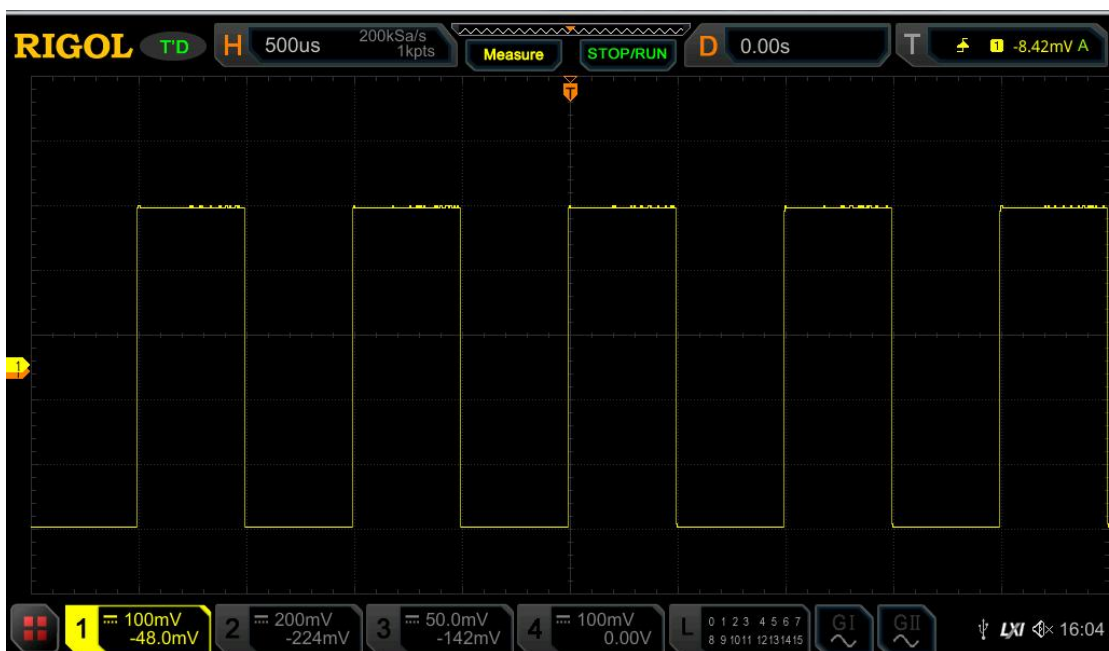 RIGOL T'D H 500us 200kSa/s 1kpts Measure STOP/RUN D 0.00s T 1 -8.42mV A
T
1
1 100mV -48.0mV 2 200mV -224mV 3 50.0mV -142mV 4 100mV 0.00V L 0 1 2 3 4 5 6 7 8 9 10 11 12 13 14 15 GI GII LXI 16:04